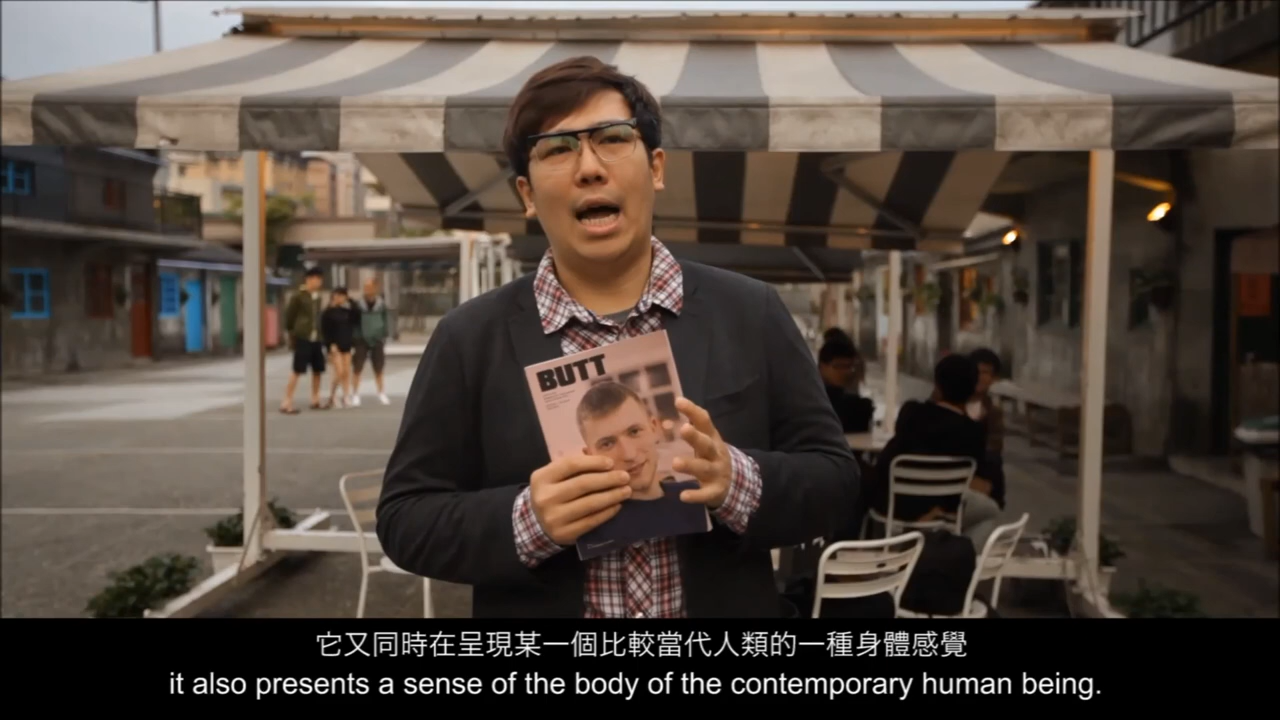 BUTT
它又同時在呈現某一個比較當代人類的一種身體感覺
it also presents a sense of the body of the contemporary human being.